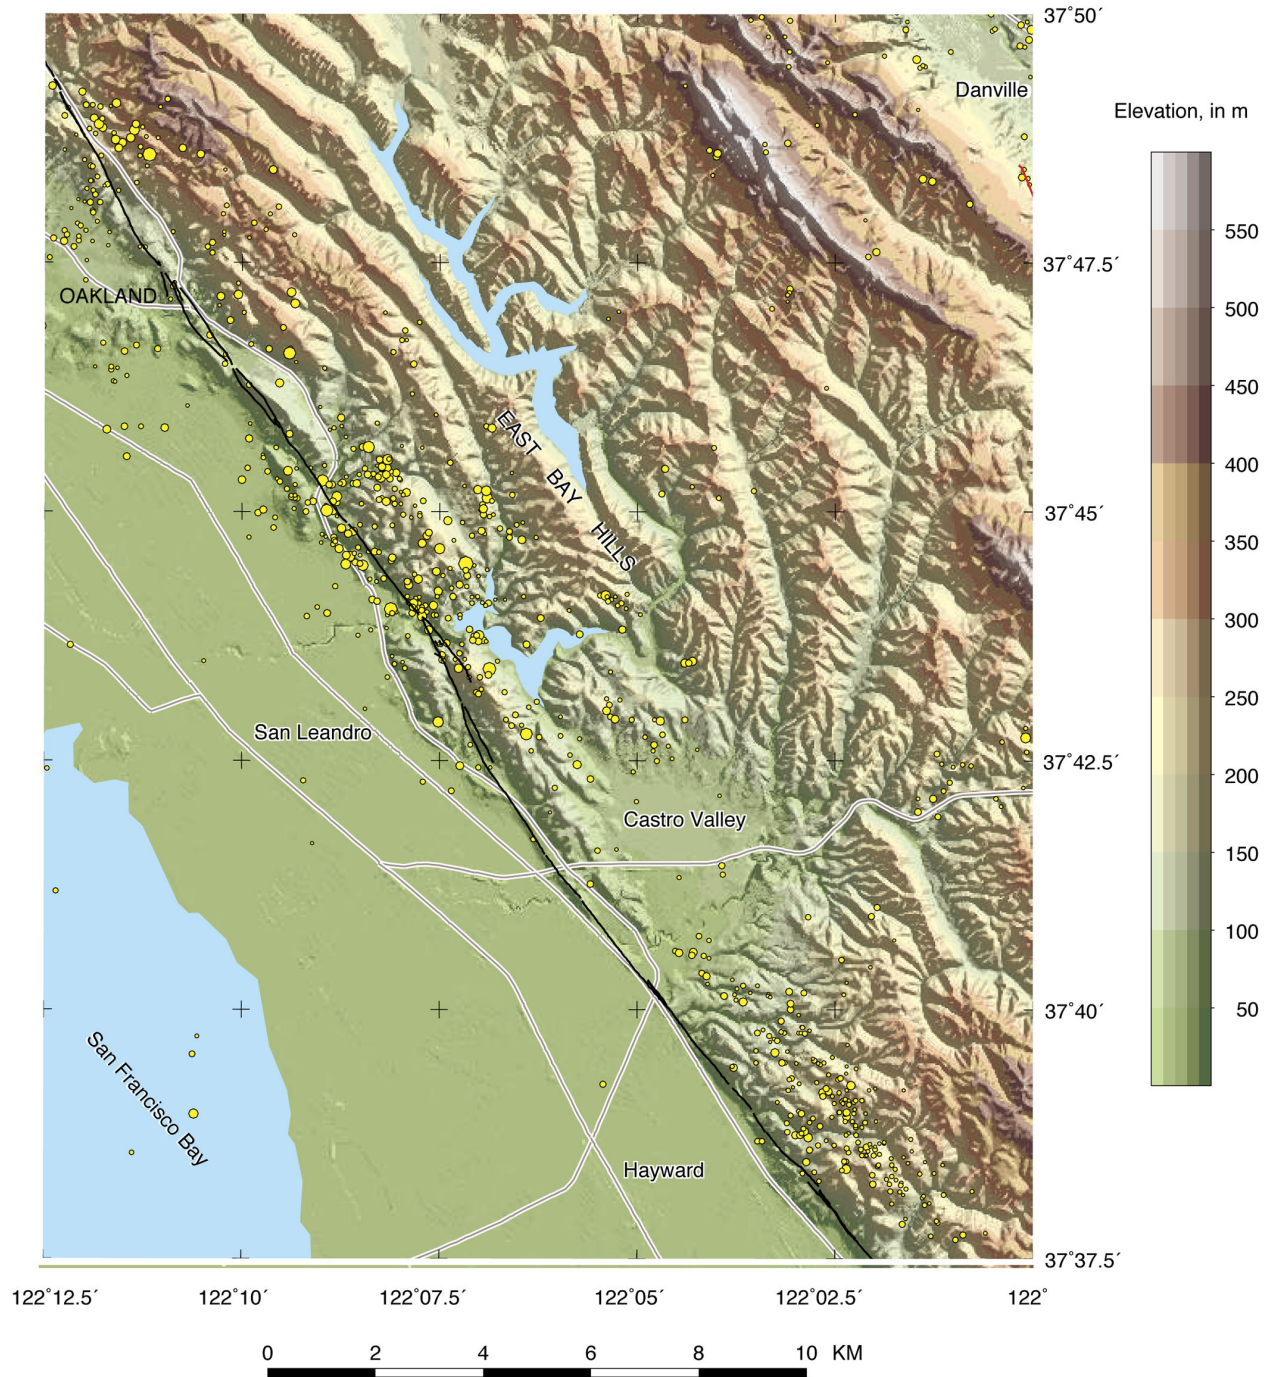 37˚50´
Danville
Elevation, in m
550
37˚47.5´
OAKLAND
500
450
EAST BAY HILLS
400
37˚45´
350
300
250
San Leandro
37˚42.5´
200
Castro Valley
150
100
37˚40´
50
San Francisco Bay
Hayward
37˚37.5´
122˚12.5´ 122˚10´ 122˚07.5´ 122˚05´ 122˚02.5´ 122˚
0 2 4 6 8 10 KM